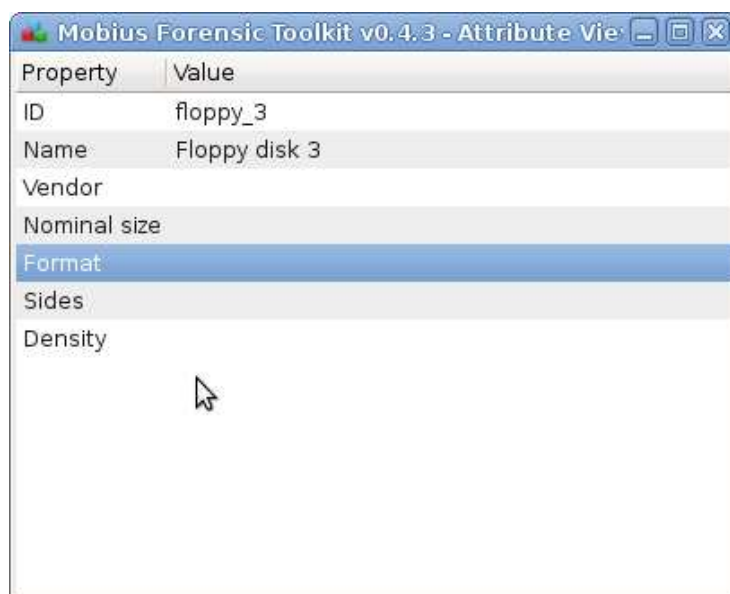 Mobius Forensic Toolkit v0.4.3 - Attribute Vie
Property Value
ID floppy_3
Name Floppy disk 3
Vendor
Nominal size
Format
Sides
Density